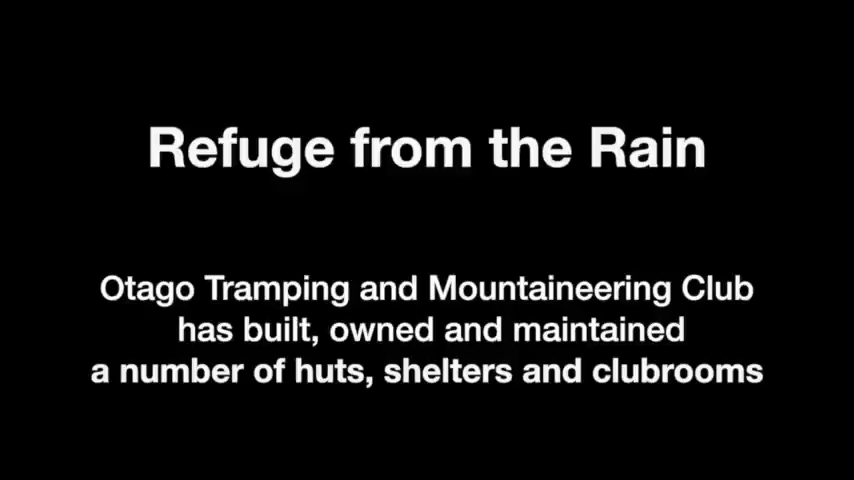 Refuge from the Rain
Otago Tramping and Mountaineering Club
has built, owned and maintained
a number of huts, shelters and clubrooms